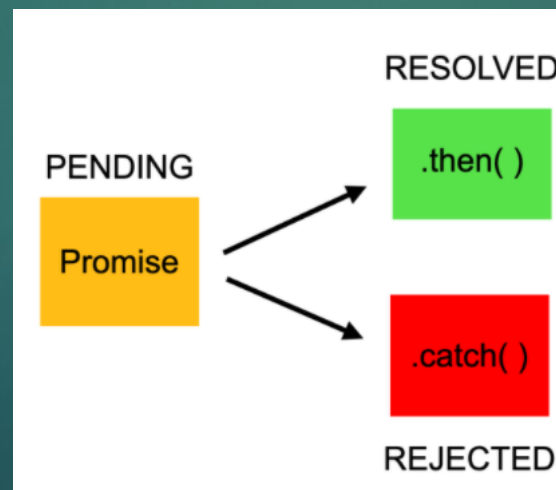 RESOLVED
.then( )
PENDING
Promise
.catch( )
REJECTED